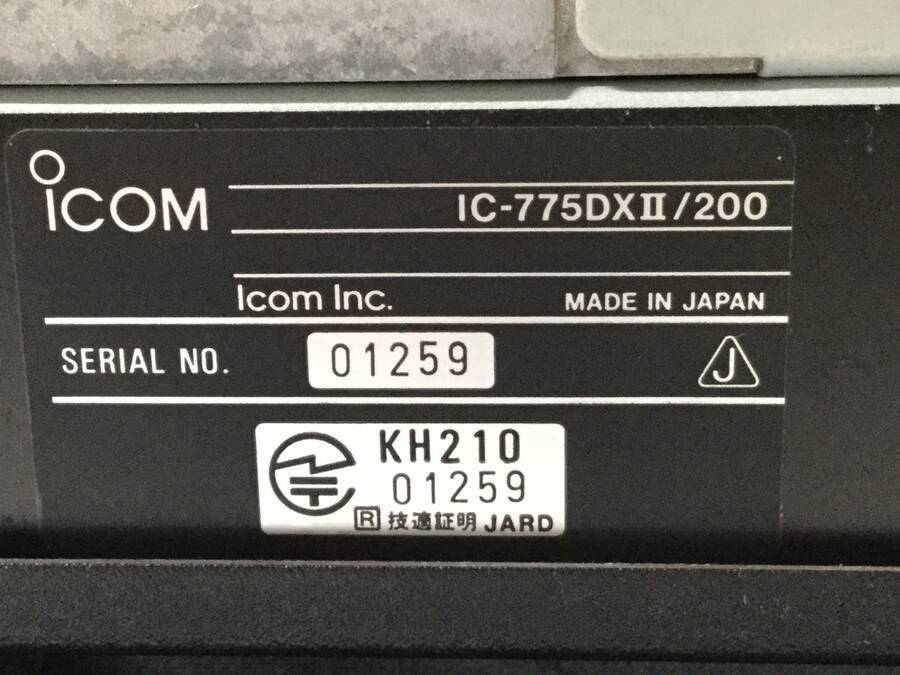 ICOM
IC-775DXⅡ/200
Icom Inc. MADE IN JAPAN
SERIAL NO. 01259 J
KH210
01259
R 技適証明 JARD